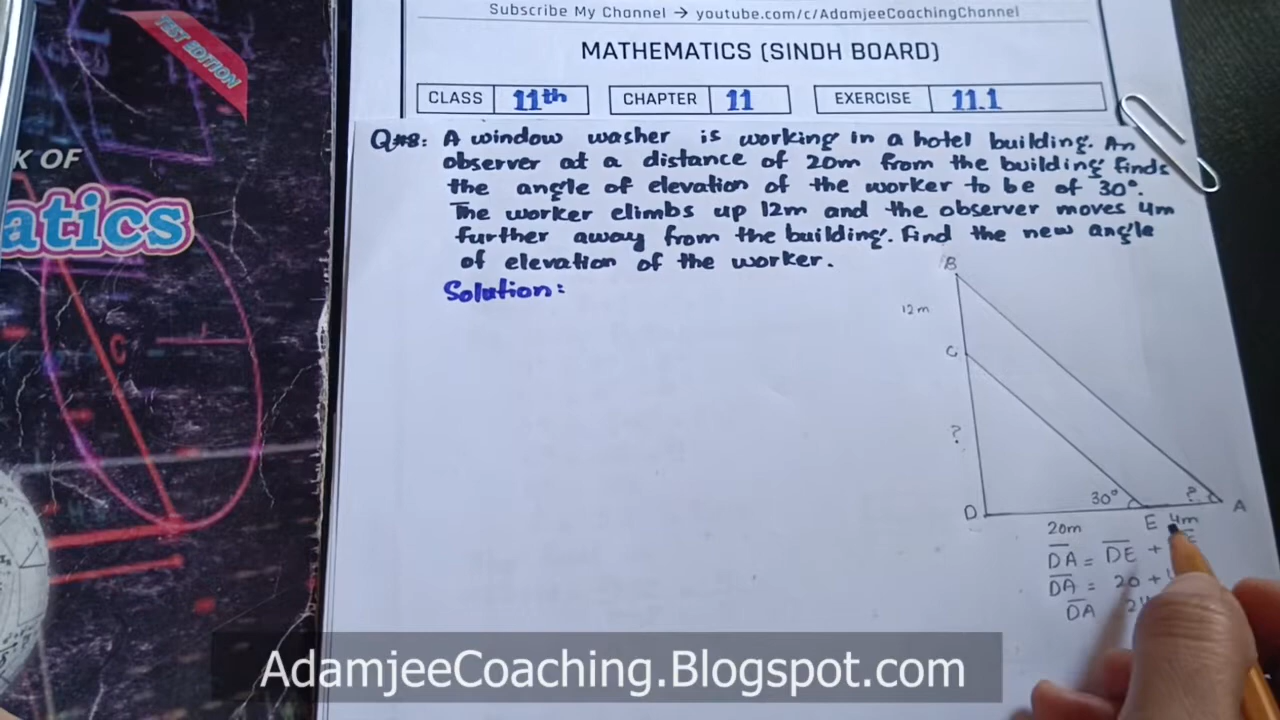 Subscribe My Channel → youtube.com/c/AdamjeeCoachingChannel
MATHEMATICS (SINDH BOARD)
CLASS 11th CHAPTER 11 EXERCISE 11.1
TEST EDITION
K OF
atics
Q#8: A window washer is working in a hotel building. An
observer at a distance of 20m from the building finds
the angle of elevation of the worker to be of 30°.
The worker climbs up 12m and the observer moves 4m
further away from the building. Find the new angle
of elevation of the worker.
Solution:
B
12m
C
?
30° ?
D A
20m E 4m
DA = DE +
DA = 20 +
DA
AdamjeeCoaching.Blogspot.com